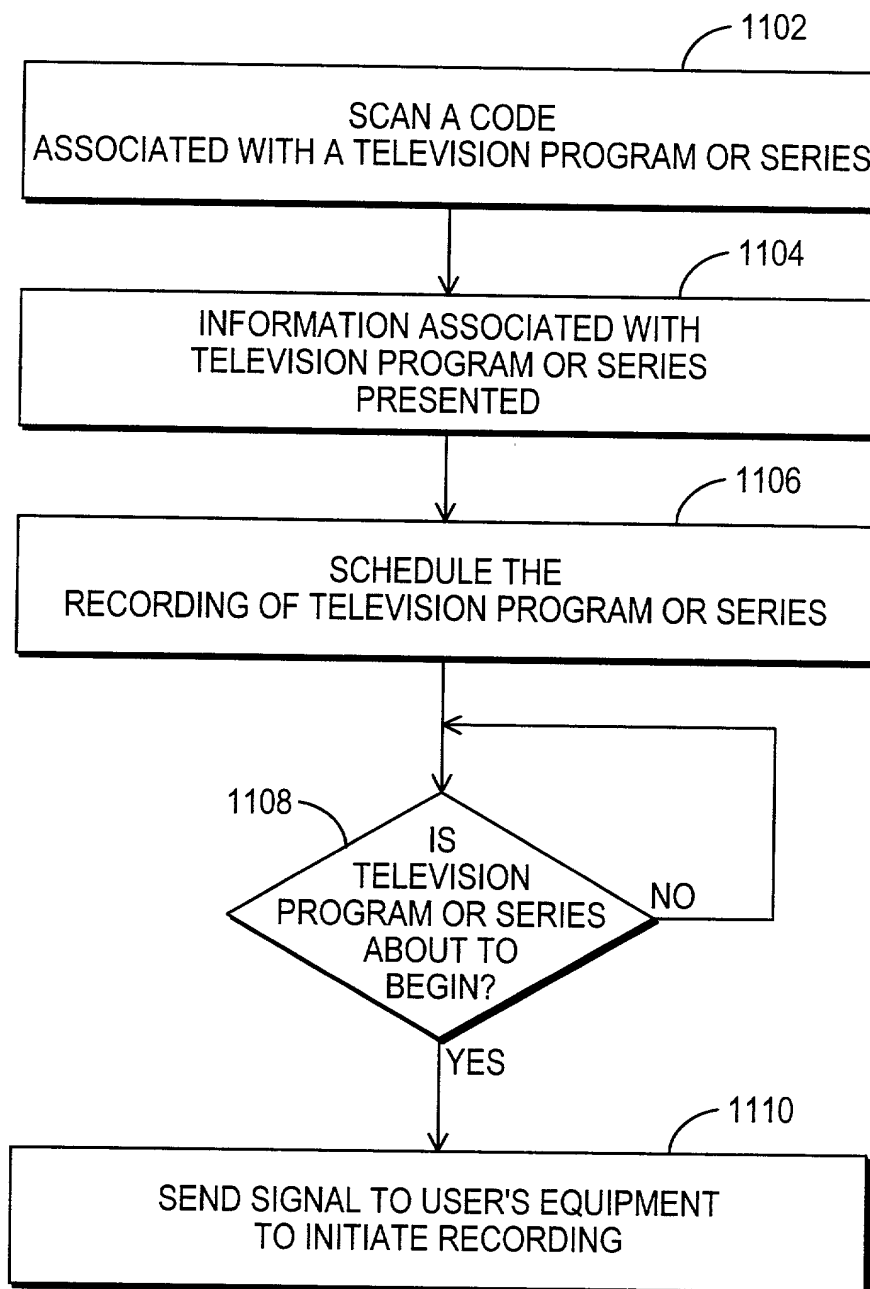 1102
SCAN A CODE
ASSOCIATED WITH A TELEVISION PROGRAM OR SERIES
1104
INFORMATION ASSOCIATED WITH
TELEVISION PROGRAM OR SERIES
PRESENTED
1106
SCHEDULE THE
RECORDING OF TELEVISION PROGRAM OR SERIES
1108
IS
TELEVISION
PROGRAM OR SERIES
ABOUT TO
BEGIN?
NO
YES
1110
SEND SIGNAL TO USER'S EQUIPMENT
TO INITIATE RECORDING